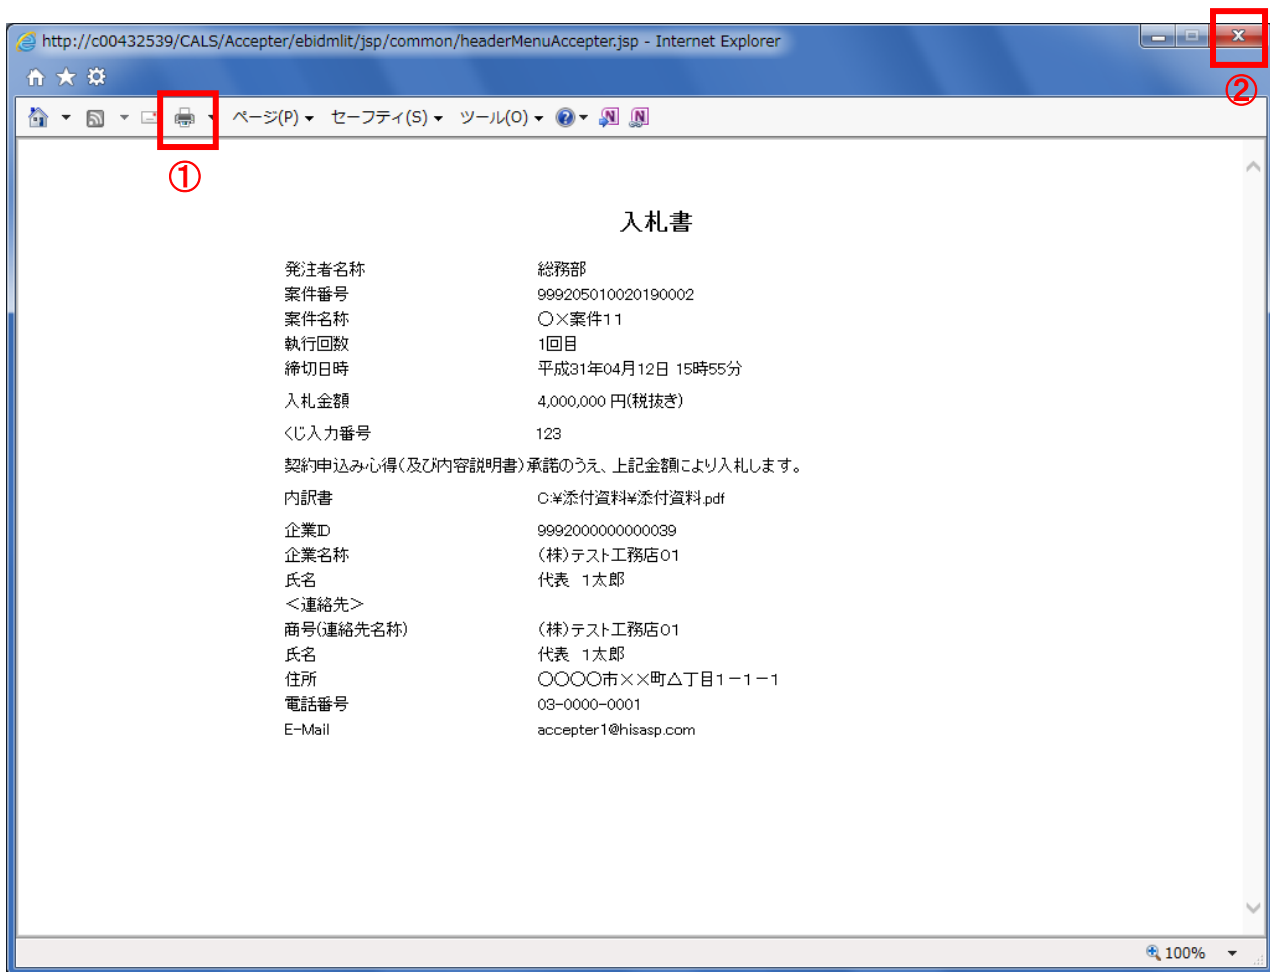 http://c00432539/CALS/Accepter/ebidmlit/jsp/common/headerMenuAccepter.jsp - Internet Explorer
②
ページ(P) セーフティ(S) ツール(O)
①
入札書
発注者名称 総務部
案件番号 999205010020190002
案件名称 〇×案件11
執行回数 1回目
締切日時 平成31年04月12日 15時55分
入札金額 4,000,000 円(税抜き)
くじ入力番号 123
契約申込み心得(及び内容説明書)承諾のうえ、上記金額により入札します。
内訳書 C:¥添付資料¥添付資料.pdf
企業ID 9992000000000039
企業名称 (株)テスト工務店01
氏名 代表 1太郎
<連絡先>
商号(連絡先名称) (株)テスト工務店01
氏名 代表 1太郎
住所 〇〇〇〇市××町△丁目1-1-1
電話番号 03-0000-0001
E-Mail accepter1@hisasp.com
100%